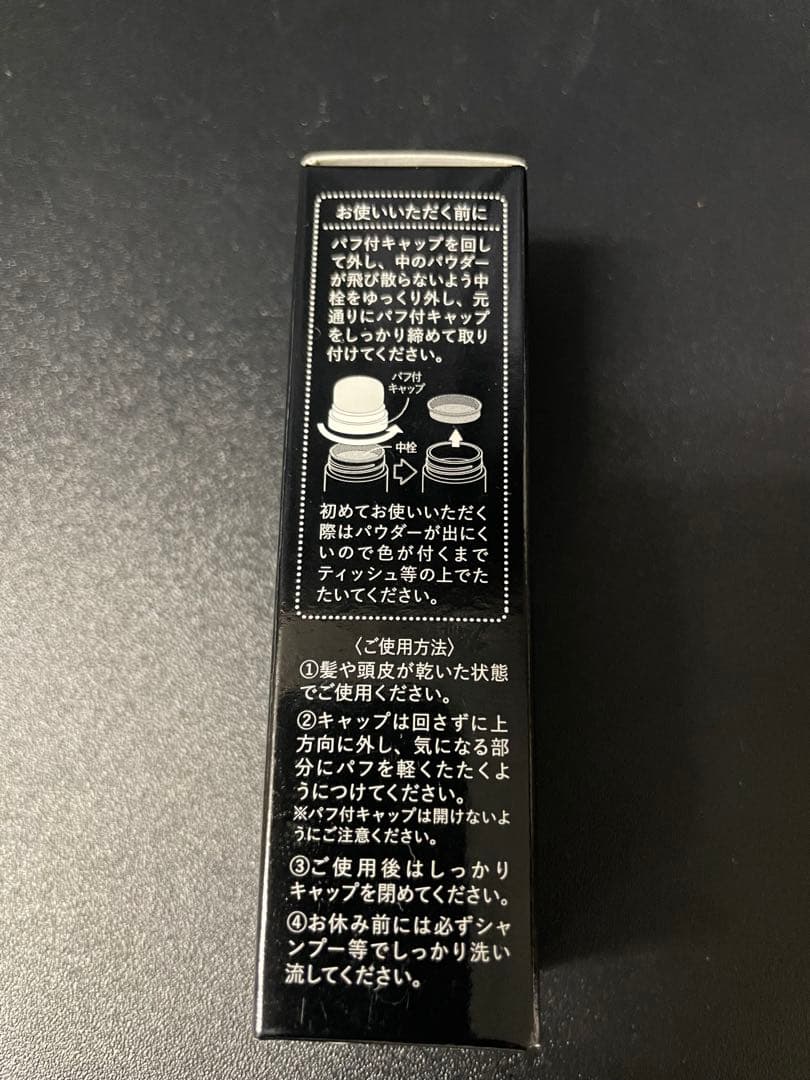 お使いいただく前に
パフ付キャップを回し
て外し、中のパウダー
が飛び散らないよう中
栓をゆっくり外し、元
通りにパフ付キャップ
をしっかり締めて取り
付けてください。
パフ付
キャップ
中栓
初めてお使いいただく
際はパウダーが出にく
いので色が付くまで
ティッシュ等の上でた
たいてください。
〈ご使用方法〉
①髪や頭皮が乾いた状態
でご使用ください。
②キャップは回さずに上
方向に外し、気になる部
分にパフを軽くたたくよ
うにつけてください。
※パフ付キャップは開けないよ
うにご注意ください。
③ご使用後はしっかり
キャップを閉めてください。
④お休み前には必ずシャ
ンプー等でしっかり洗い
流してください。